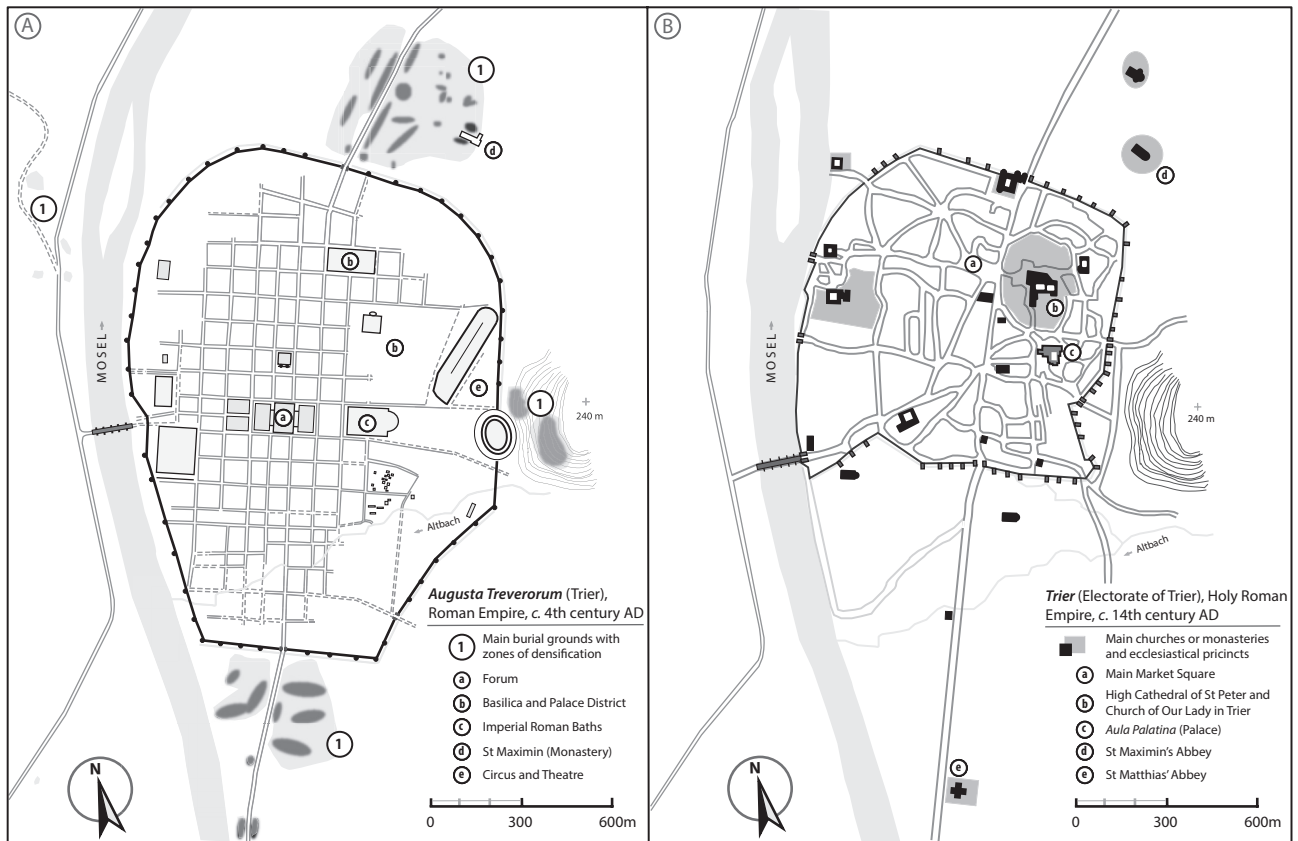 A
1
d
1
b
MOSEL
b
e
1
240 m
a
c
Altbach
1
Augusta Treverorum (Trier),
Roman Empire, c. 4th century AD
1 Main burial grounds with
zones of densification
a Forum
b Basilica and Palace District
c Imperial Roman Baths
d St Maximin (Monastery)
e Circus and Theatre
N
0 300 600m
B
d
a
b
MOSEL
c
240 m
Altbach
e
Trier (Electorate of Trier), Holy Roman
Empire, c. 14th century AD
Main churches or monasteries
and ecclesiastical pricincts
a Main Market Square
b High Cathedral of St Peter and
Church of Our Lady in Trier
c Aula Palatina (Palace)
d St Maximin's Abbey
e St Matthias' Abbey
N
0 300 600m